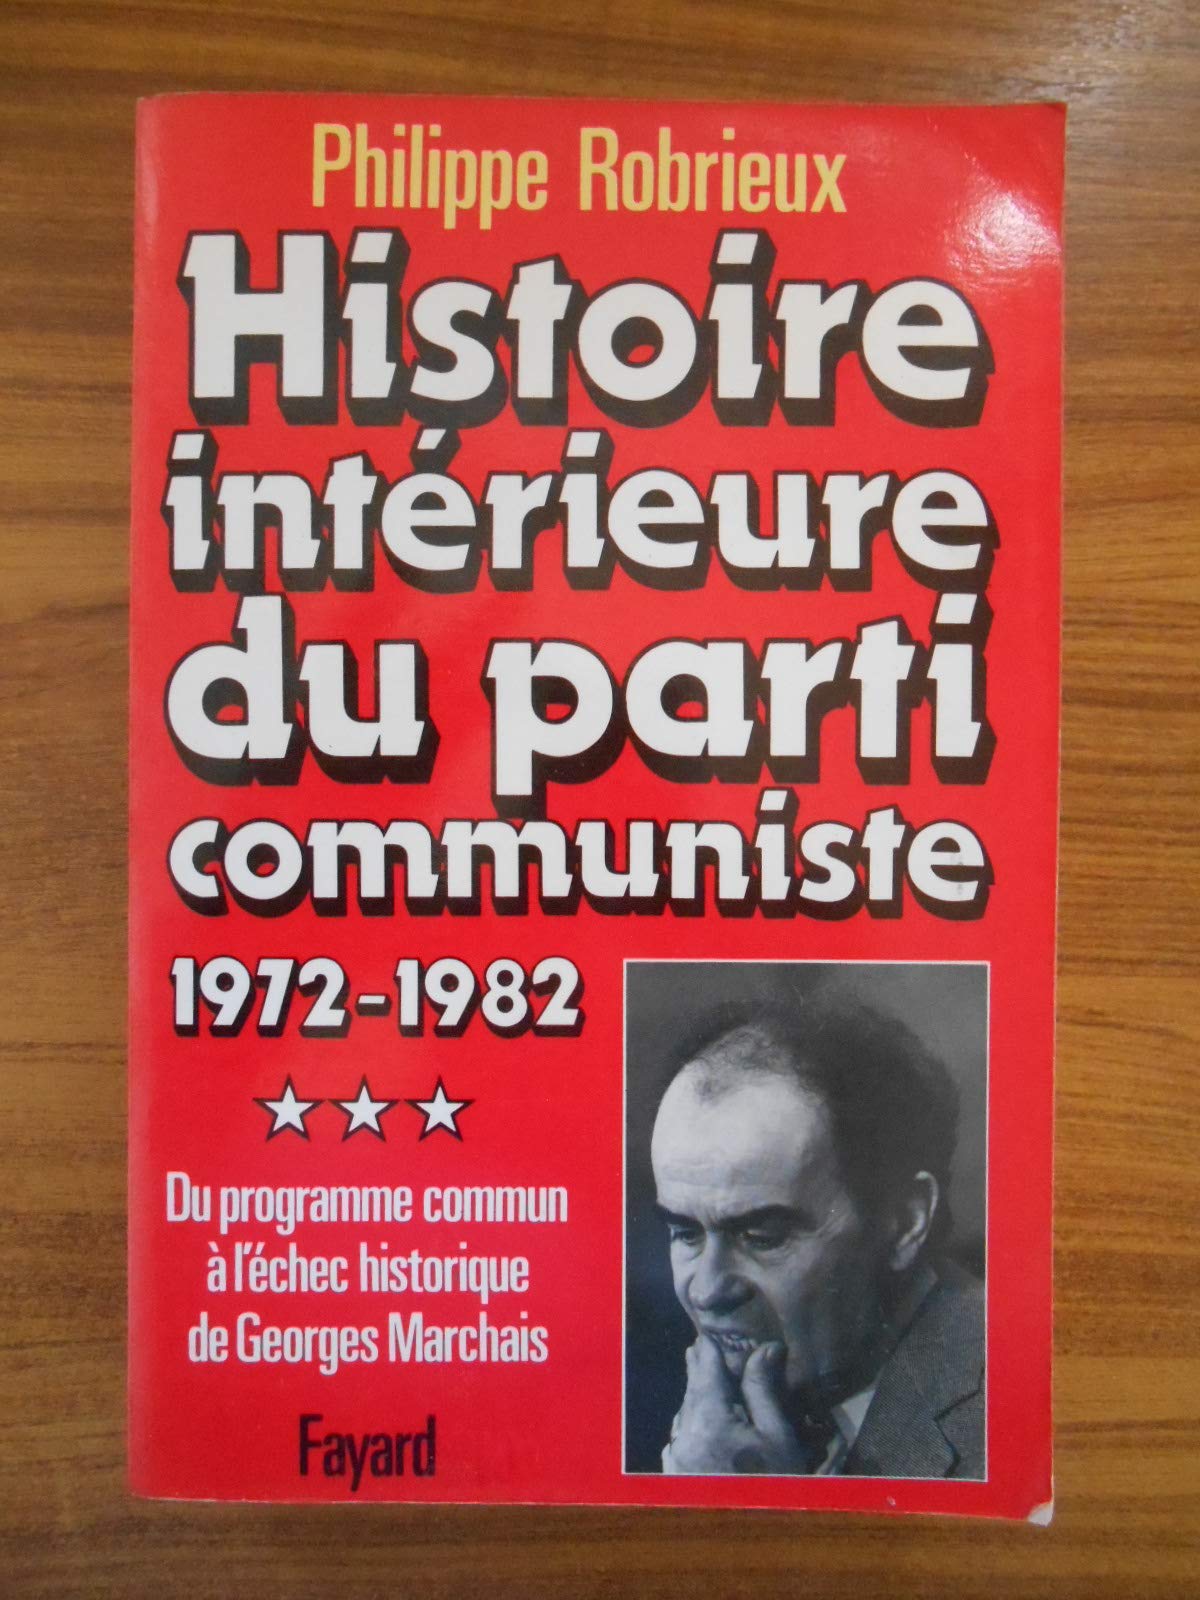 Philippe Robrieux
Histoire
intérieure
du parti
communiste
1972-1982
Du programme commun
à l'échec historique
de Georges Marchais
Fayard